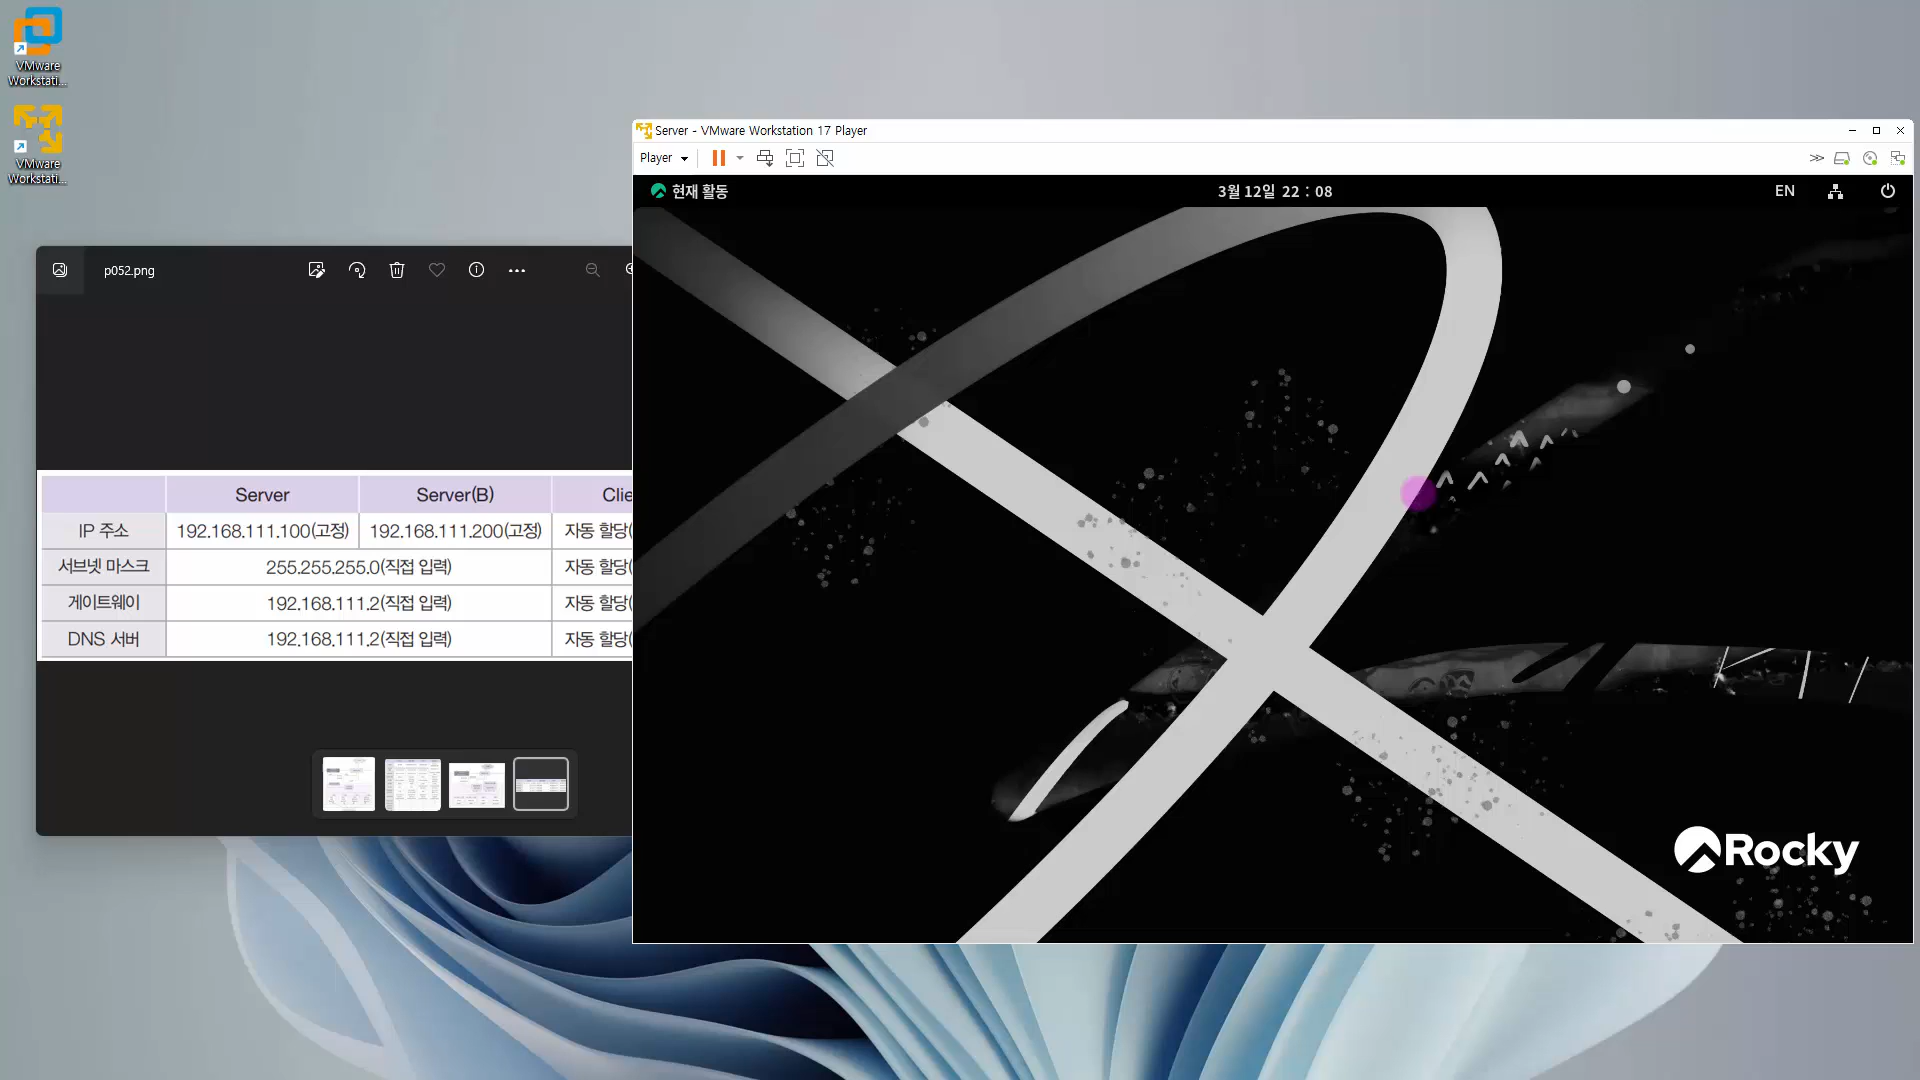 VMware
Workstati...
VMware
Workstati...
p052.png
Server Server(B) Clie
IP 주소 192.168.111.100(고정) 192.168.111.200(고정) 자동 할당(
서브넷 마스크 255.255.255.0(직접 입력) 자동 할당(
게이트웨이 192.168.111.2(직접 입력) 자동 할당(
DNS 서버 192.168.111.2(직접 입력) 자동 할당(
Server - VMware Workstation 17 Player
Player
현재 활동 3월 12일 22 : 08 EN
Rocky